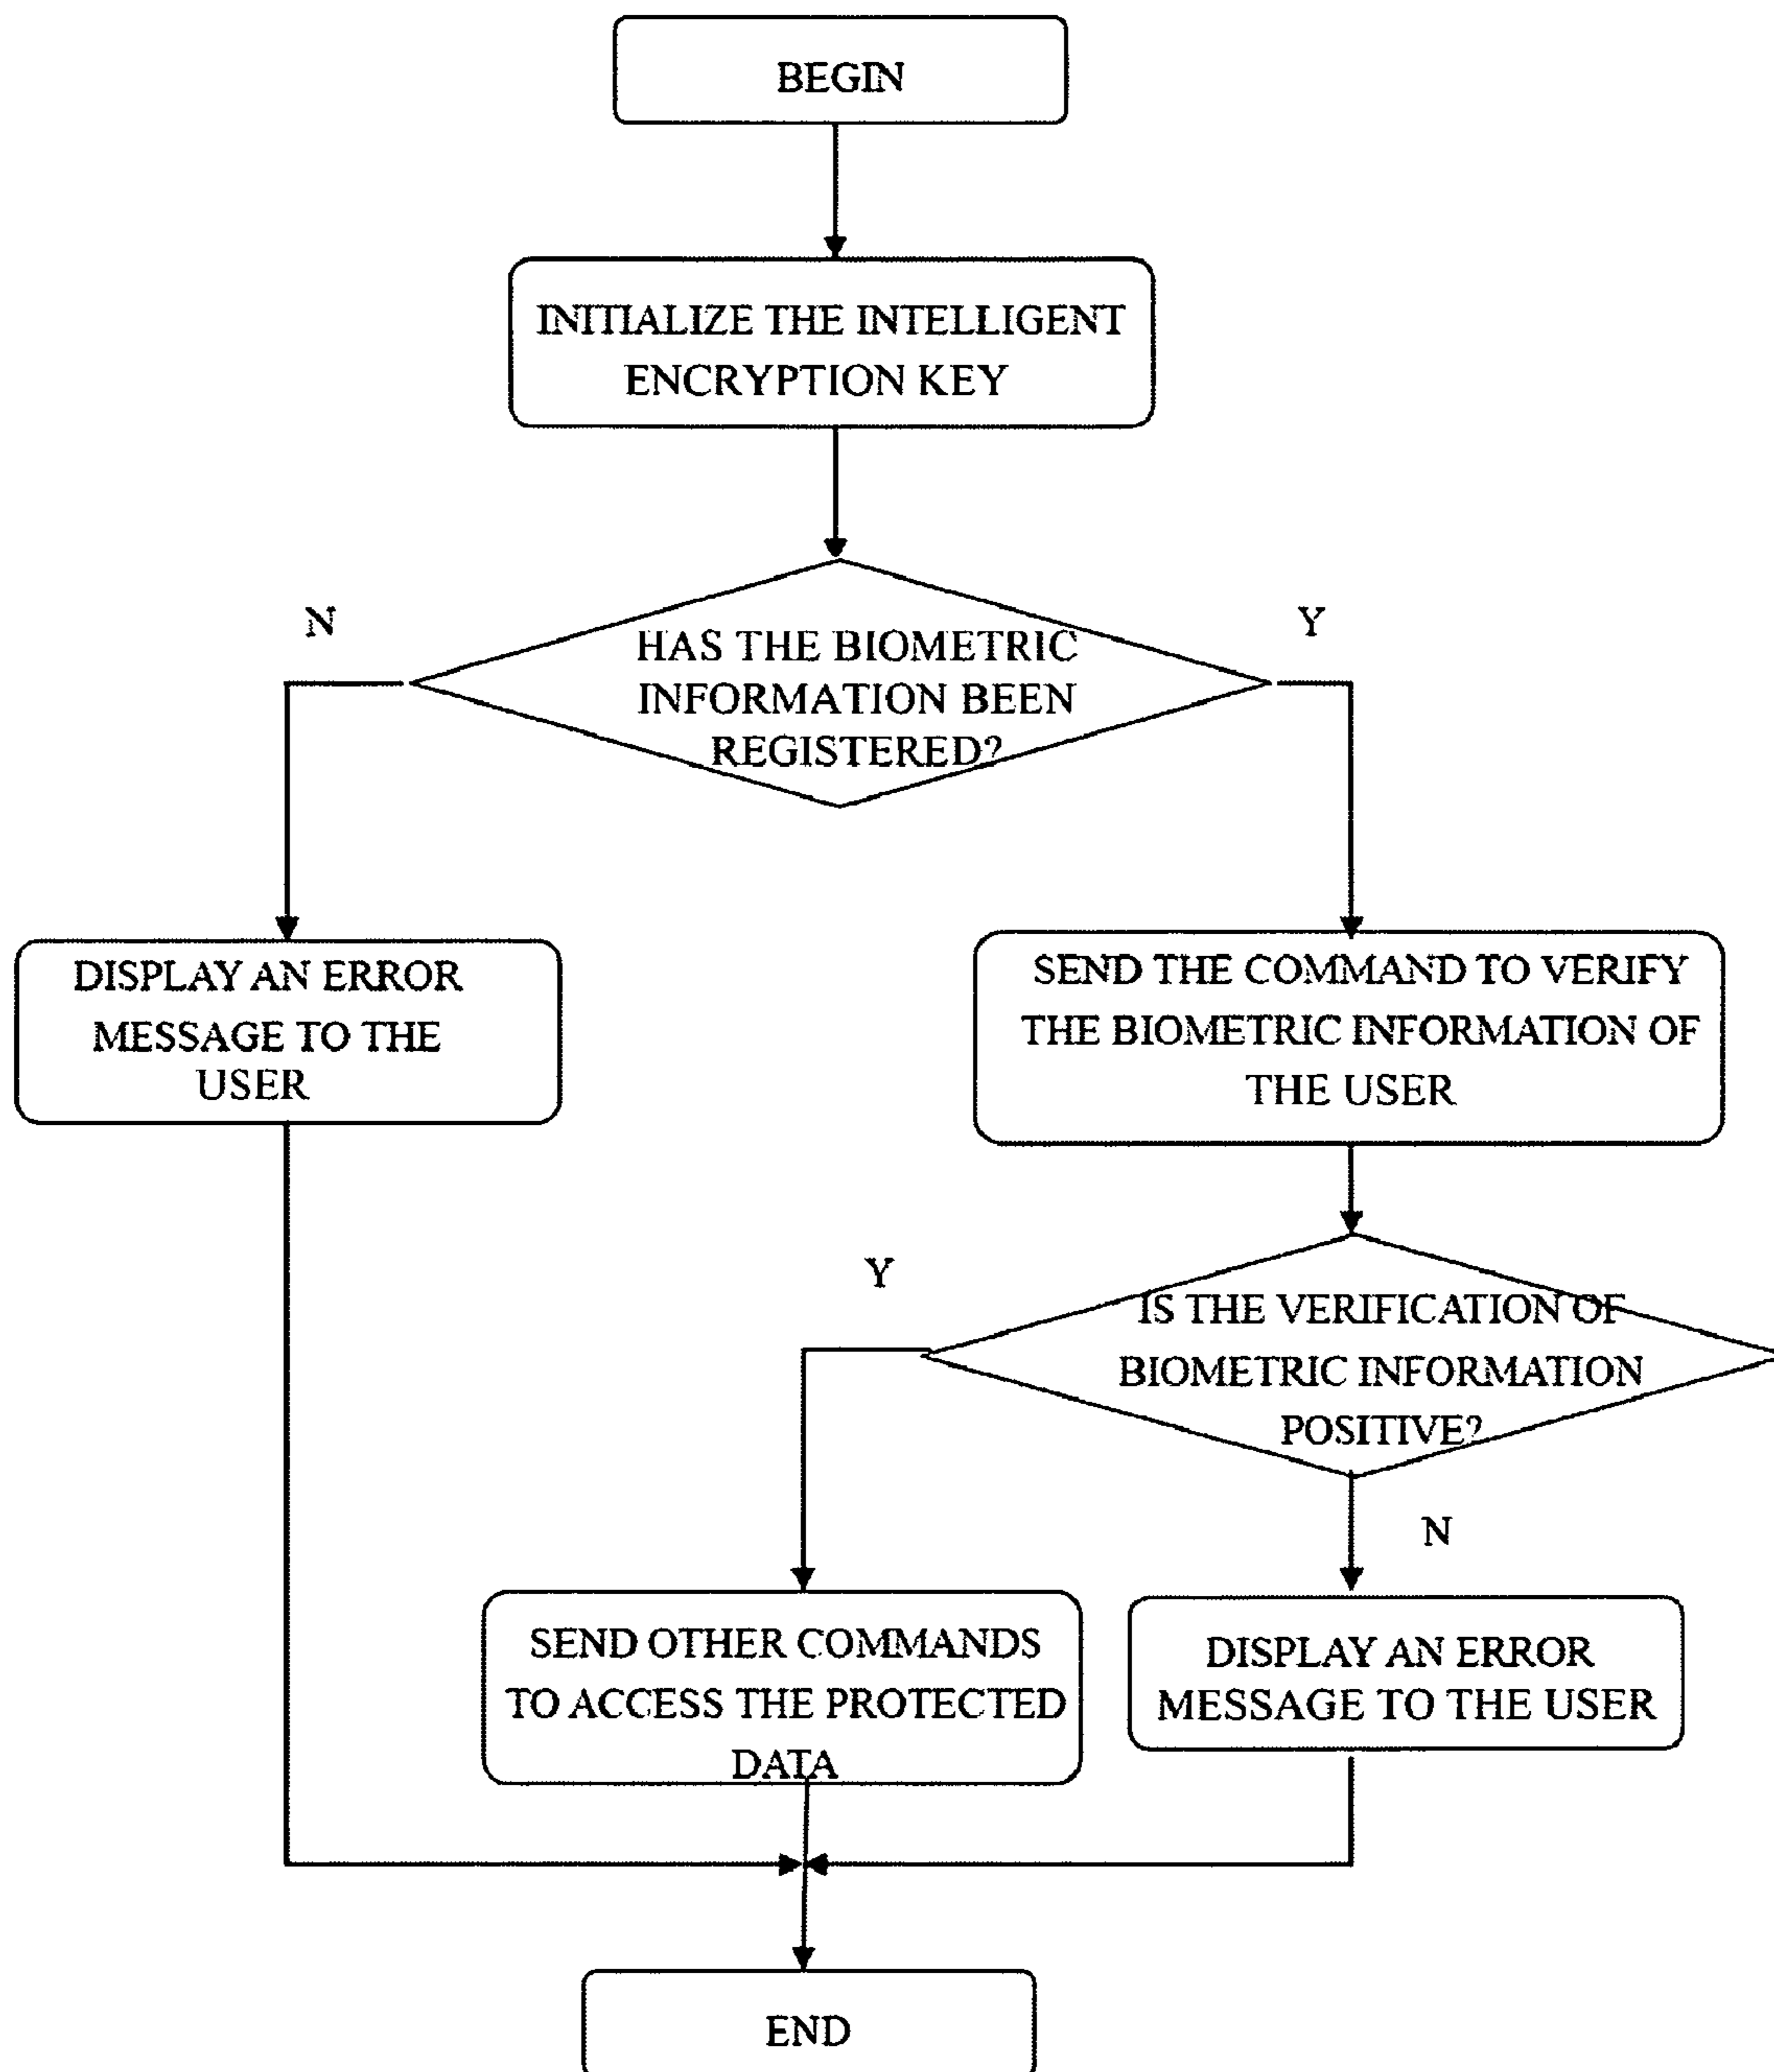 BEGIN
INITIALIZE THE INTELLIGENT
ENCRYPTION KEY
N
Y
HAS THE BIOMETRIC
INFORMATION BEEN
REGISTERED?
DISPLAY AN ERROR
MESSAGE TO THE
USER
SEND THE COMMAND TO VERIFY
THE BIOMETRIC INFORMATION OF
THE USER
Y
IS THE VERIFICATION OF
BIOMETRIC INFORMATION
POSITIVE?
N
SEND OTHER COMMANDS
TO ACCESS THE PROTECTED
DATA
DISPLAY AN ERROR
MESSAGE TO THE USER
END